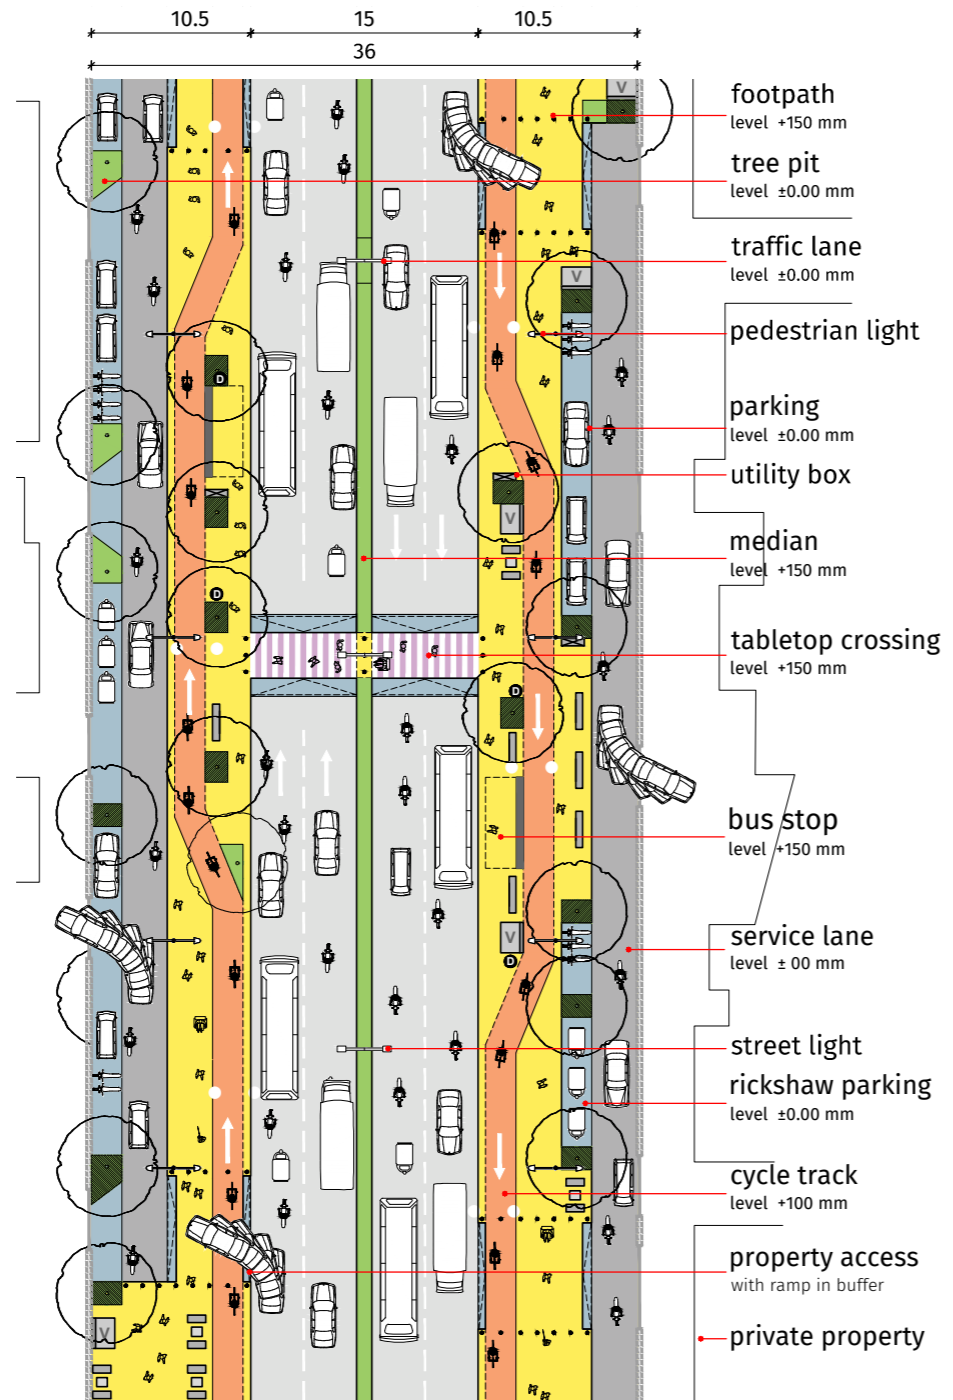 10.5 15 10.5
36
footpath
level +150 mm
V
tree pit
level ±0.00 mm
traffic lane
level ±0.00 mm
V
pedestrian light
D
parking
level ±0.00 mm
utility box
V
median
level +150 mm
D
tabletop crossing
level +150 mm
D
bus stop
level +150 mm
service lane
level ± 00 mm
V
D
street light
rickshaw parking
level ±0.00 mm
cycle track
level +100 mm
property access
with ramp in buffer
V
private property